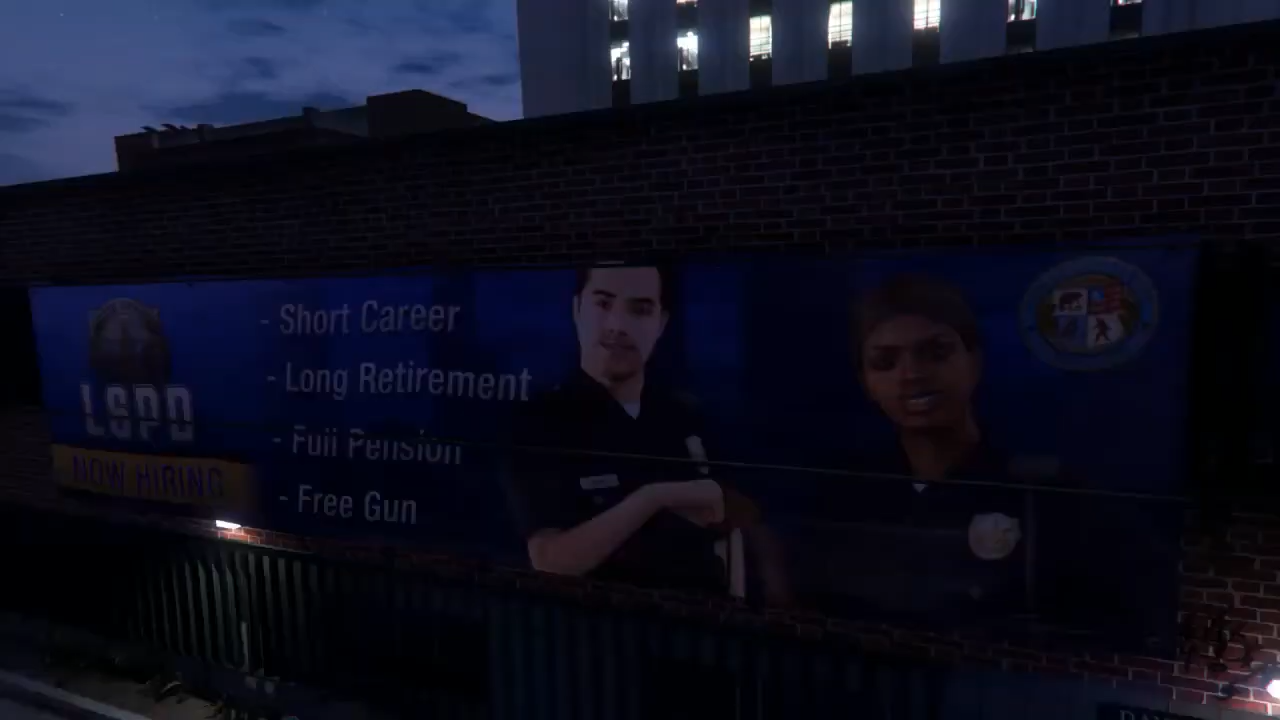 LSPD
NOW HIRING
- Short Career
- Long Retirement
- Full Pension
- Free Gun